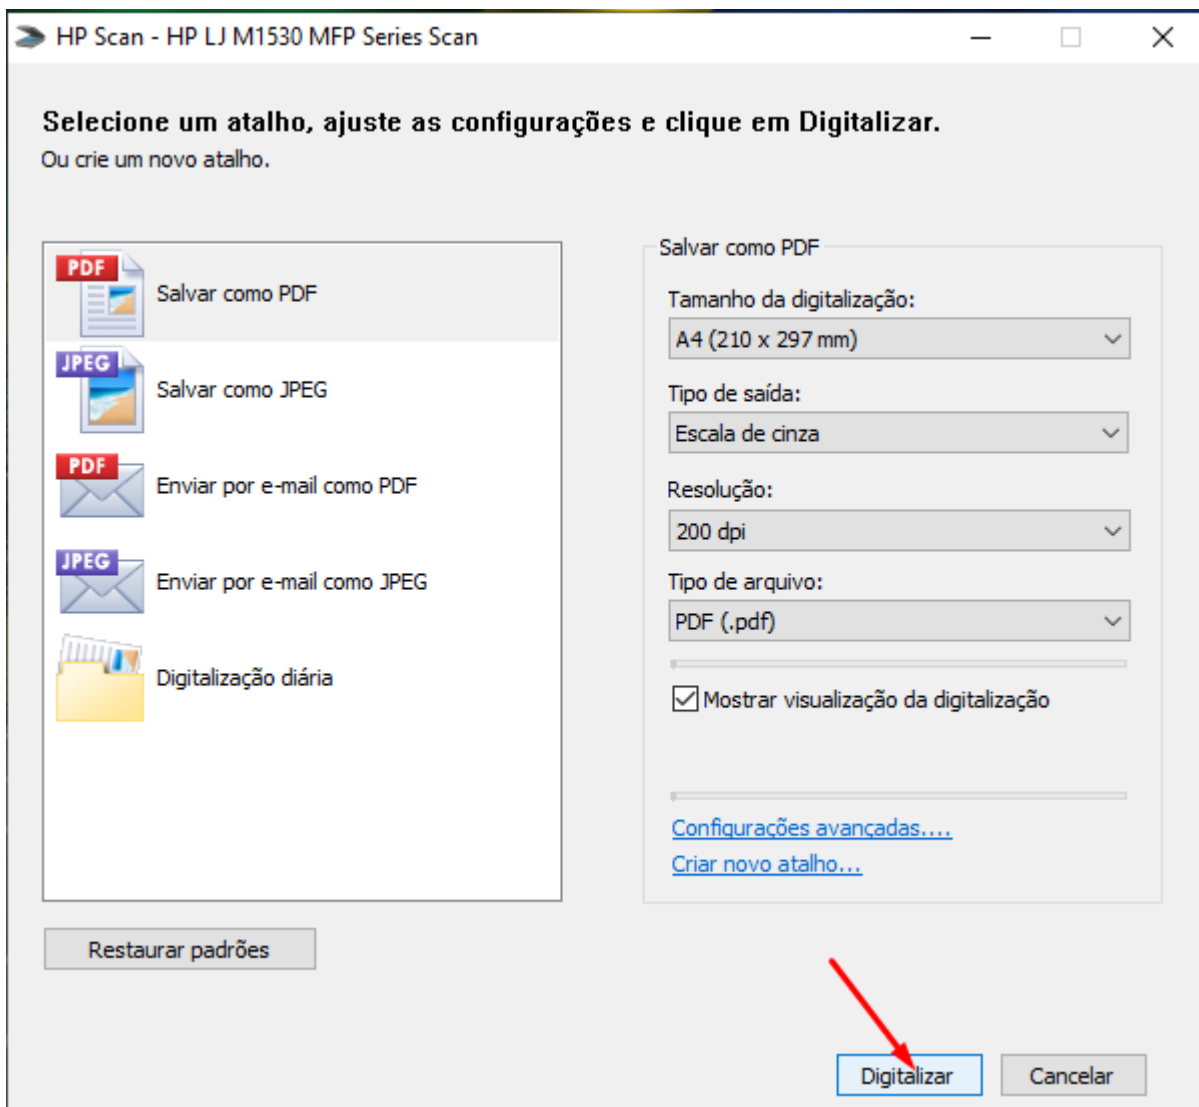 HP Scan - HP LJ M1530 MFP Series Scan
Selecione um atalho, ajuste as configurações e clique em Digitalizar.
Ou crie um novo atalho.
PDF
Salvar como PDF
JPEG
Salvar como JPEG
PDF
Enviar por e-mail como PDF
JPEG
Enviar por e-mail como JPEG
Digitalização diária
Restaurar padrões
Salvar como PDF
Tamanho da digitalização:
A4 (210 x 297 mm)
Tipo de saída:
Escala de cinza
Resolução:
200 dpi
Tipo de arquivo:
PDF (.pdf)
Mostrar visualização da digitalização
Configurações avançadas....
Criar novo atalho...
Digitalizar
Cancelar